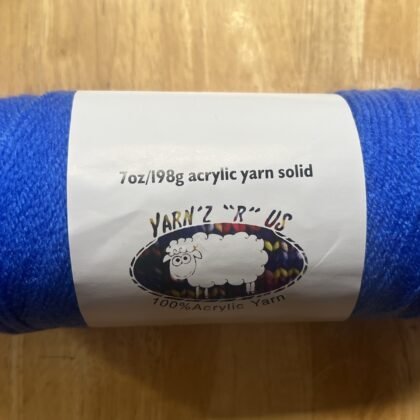 7oz/198g acrylic yarn solid
YARN'Z "R" US
100%Acrylic Yarn